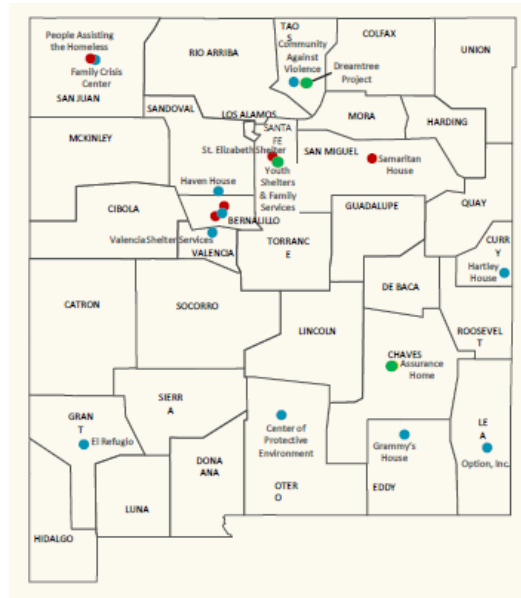 People Assisting
the Homeless
Family Crisis
Center
SAN JUAN
RIO ARRIBA
TAO
S
Community
Against
Violence
COLFAX
Dreamtree
Project
UNION
SANDOVAL
LOS ALAMOS
MORA
HARDING
MCKINLEY
SANTA
FE
St. Elizabeth Shelter
SAN MIGUEL
Samaritan
House
Youth
Shelters
& Family
Services
Haven House
CIBOLA
BERNALILLO
GUADALUPE
QUAY
Valencia Shelter Services
VALENCIA
TORRANC
E
CURR
Y
Hartley
House
CATRON
SOCORRO
DE BACA
LINCOLN
ROOSEVEL
T
CHAVES
Assurance
Home
SIERR
A
GRAN
T
El Refugio
Center of
Protective
Environment
Grammy's
House
LE
A
Option, Inc.
DONA
ANA
OTER
O
EDDY
LUNA
HIDALGO